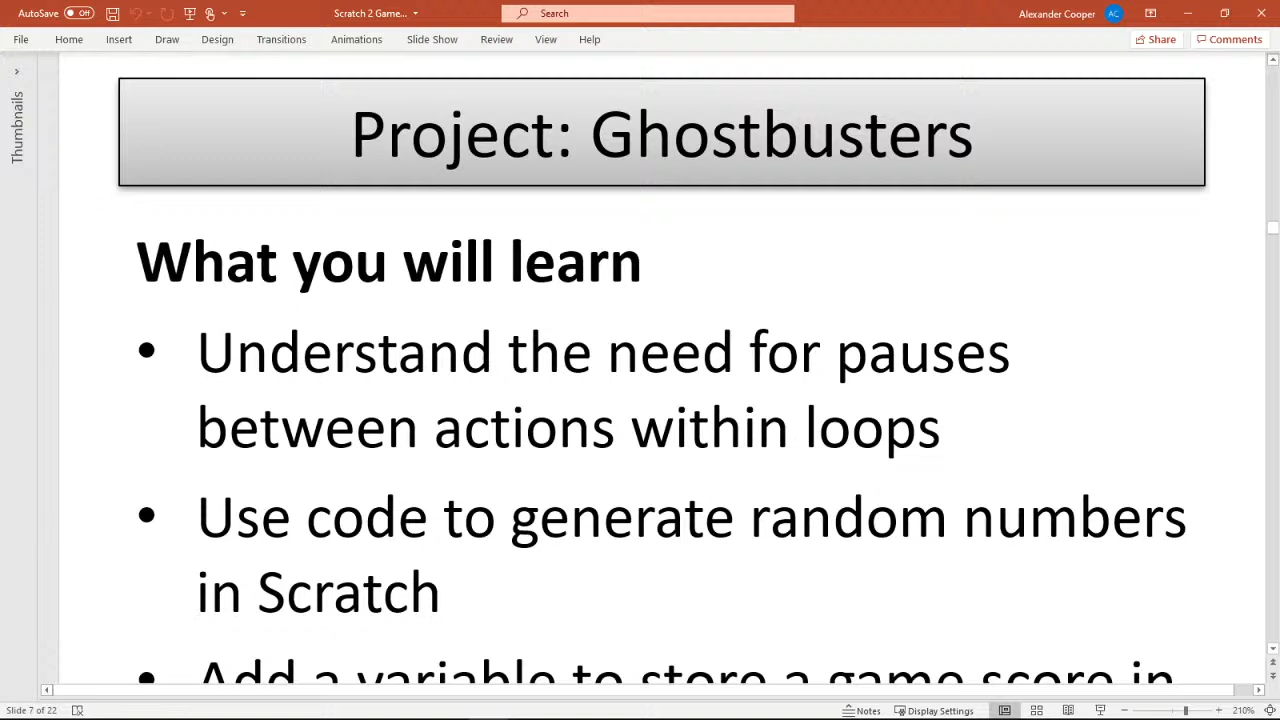 AutoSave Off Scratch 2 Game... Search Alexander Cooper AC
File Home Insert Draw Design Transitions Animations Slide Show Review View Help Share Comments
Thumbnails
Project: Ghostbusters
What you will learn
• Understand the need for pauses
between actions within loops
• Use code to generate random numbers
in Scratch
• Add a variable to store a game score in
Slide 7 of 22 Notes Display Settings 210%